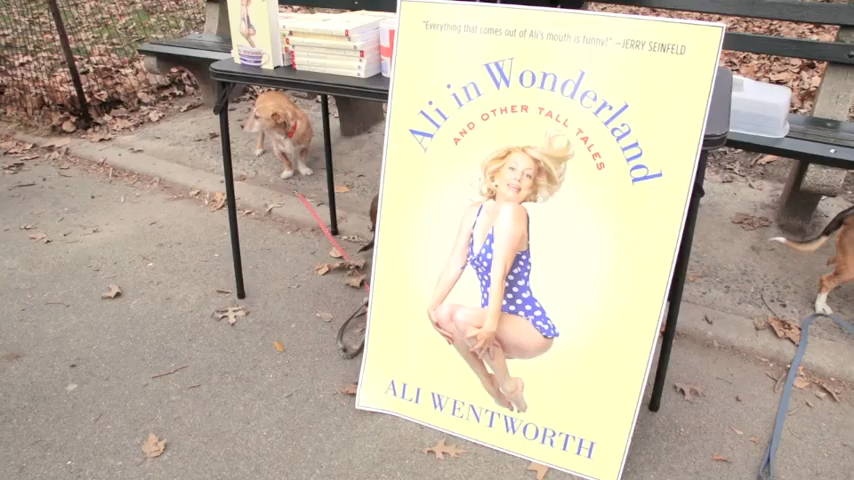 "Everything that comes out of Ali's mouth is funny!" —JERRY SEINFELD
Ali in Wonderland
AND OTHER TALL TALES
ALI WENTWORTH